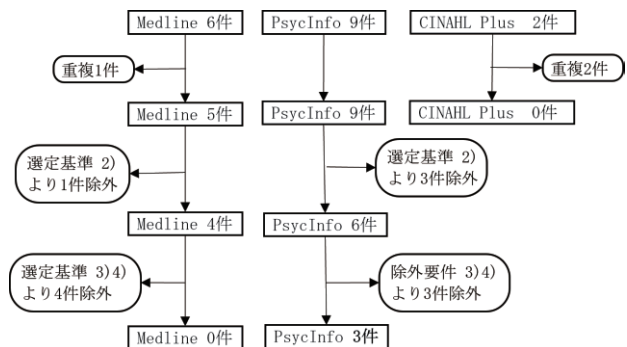 Medline 6件
PsycInfo 9件
CINAHL Plus 2件
重複1件
重複2件
Medline 5件
PsycInfo 9件
CINAHL Plus 0件
選定基準 2)
より1件除外
選定基準 2)
より3件除外
Medline 4件
PsycInfo 6件
選定基準 3)4)
より4件除外
除外要件 3)4)
より3件除外
Medline 0件
PsycInfo 3件